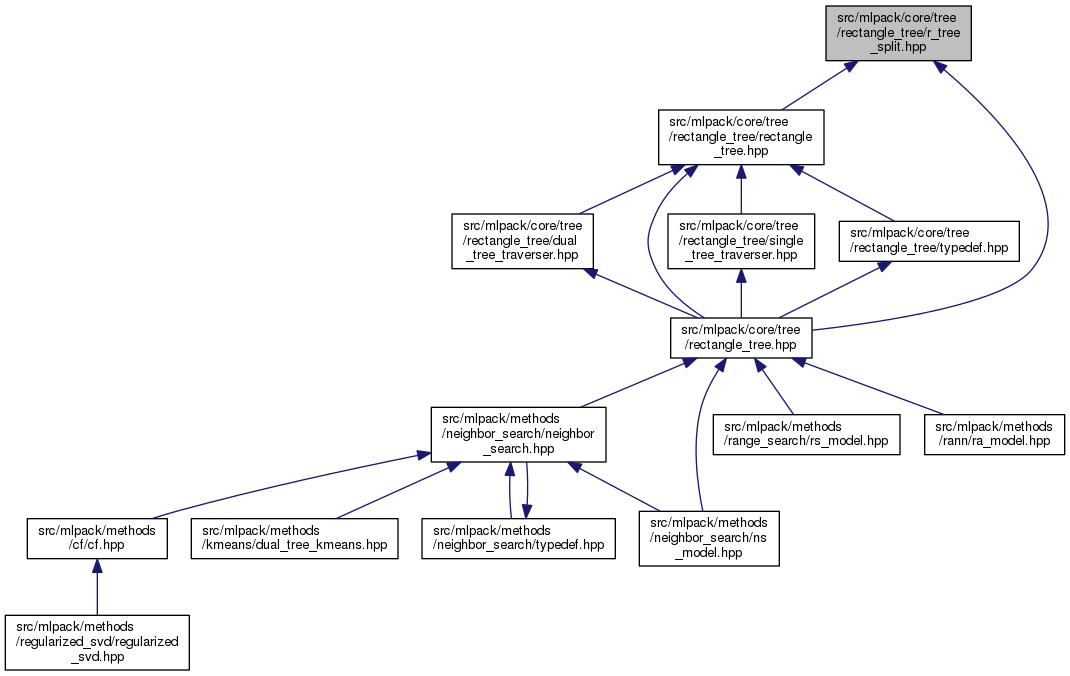 src/mlpack/core/tree
/rectangle_tree/r_tree
_split.hpp
src/mlpack/core/tree
/rectangle_tree/rectangle
_tree.hpp
src/mlpack/core/tree
/rectangle_tree/dual
_tree_traverser.hpp
src/mlpack/core/tree
/rectangle_tree/single
_tree_traverser.hpp
src/mlpack/core/tree
/rectangle_tree/typedef.hpp
src/mlpack/core/tree
/rectangle_tree.hpp
src/mlpack/methods
/neighbor_search/neighbor
_search.hpp
src/mlpack/methods
/range_search/rs_model.hpp
src/mlpack/methods
/rann/ra_model.hpp
src/mlpack/methods
/cf/cf.hpp
src/mlpack/methods
/kmeans/dual_tree_kmeans.hpp
src/mlpack/methods
/neighbor_search/typedef.hpp
src/mlpack/methods
/neighbor_search/ns
_model.hpp
src/mlpack/methods
/regularized_svd/regularized
_svd.hpp